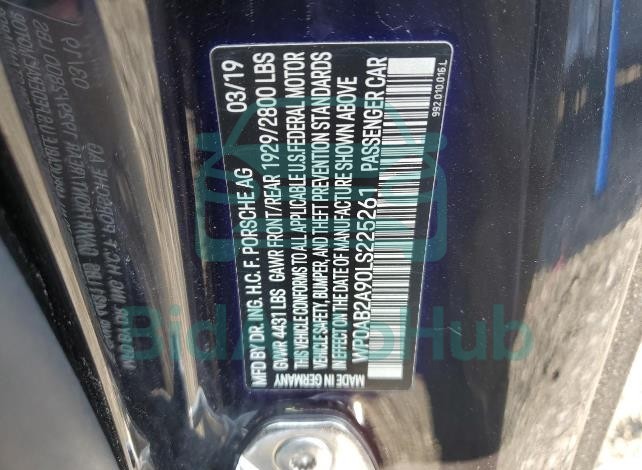 MFD BY DR. ING. H.C. F. PORSCHE AG 03/19
GVWR 4431 LBS GAWR FRONT/REAR 1929/2800 LBS
THIS VEHICLE CONFORMS TO ALL APPLICABLE U.S.FEDERAL MOTOR
VEHICLE SAFETY, BUMPER, AND THEFT PREVENTION STANDARDS
IN EFFECT ON THE DATE OF MANUFACTURE SHOWN ABOVE
WP0AB2A90LS225261 PASSENGER CAR
MADE IN GERMANY
992.010.016.L
BidAutoHub